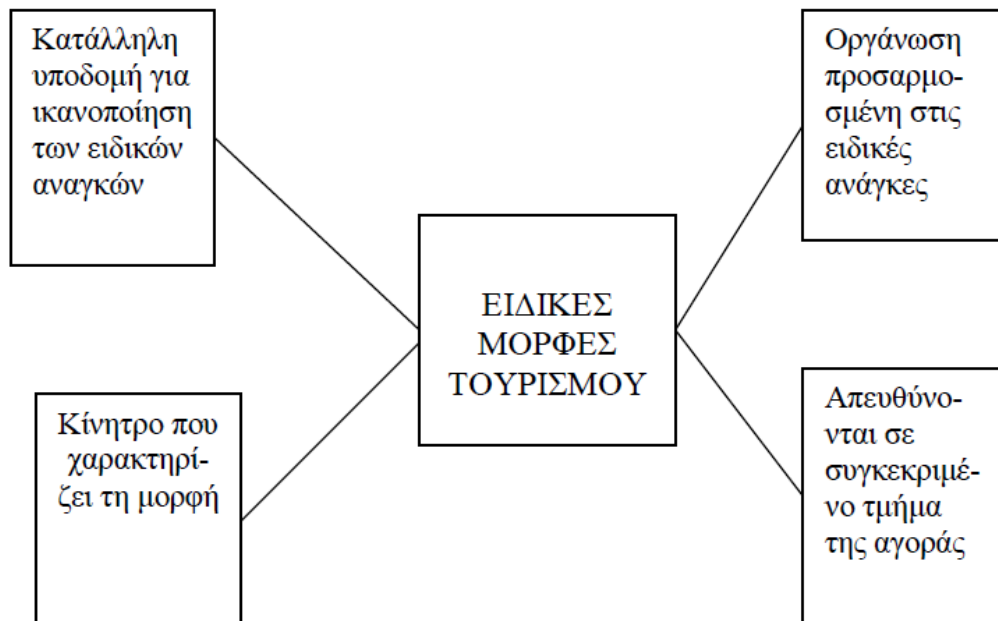 Κατάλληλη
υποδομή για
ικανοποίηση
των ειδικών
αναγκών
Οργάνωση
προσαρμο-
σμένη στις
ειδικές
ανάγκες
ΕΙΔΙΚΕΣ
ΜΟΡΦΕΣ
ΤΟΥΡΙΣΜΟΥ
Κίνητρο που
χαρακτηρί-
ζει τη μορφή
Απευθύνο-
νται σε
συγκεκριμέ-
νο τμήμα
της αγοράς